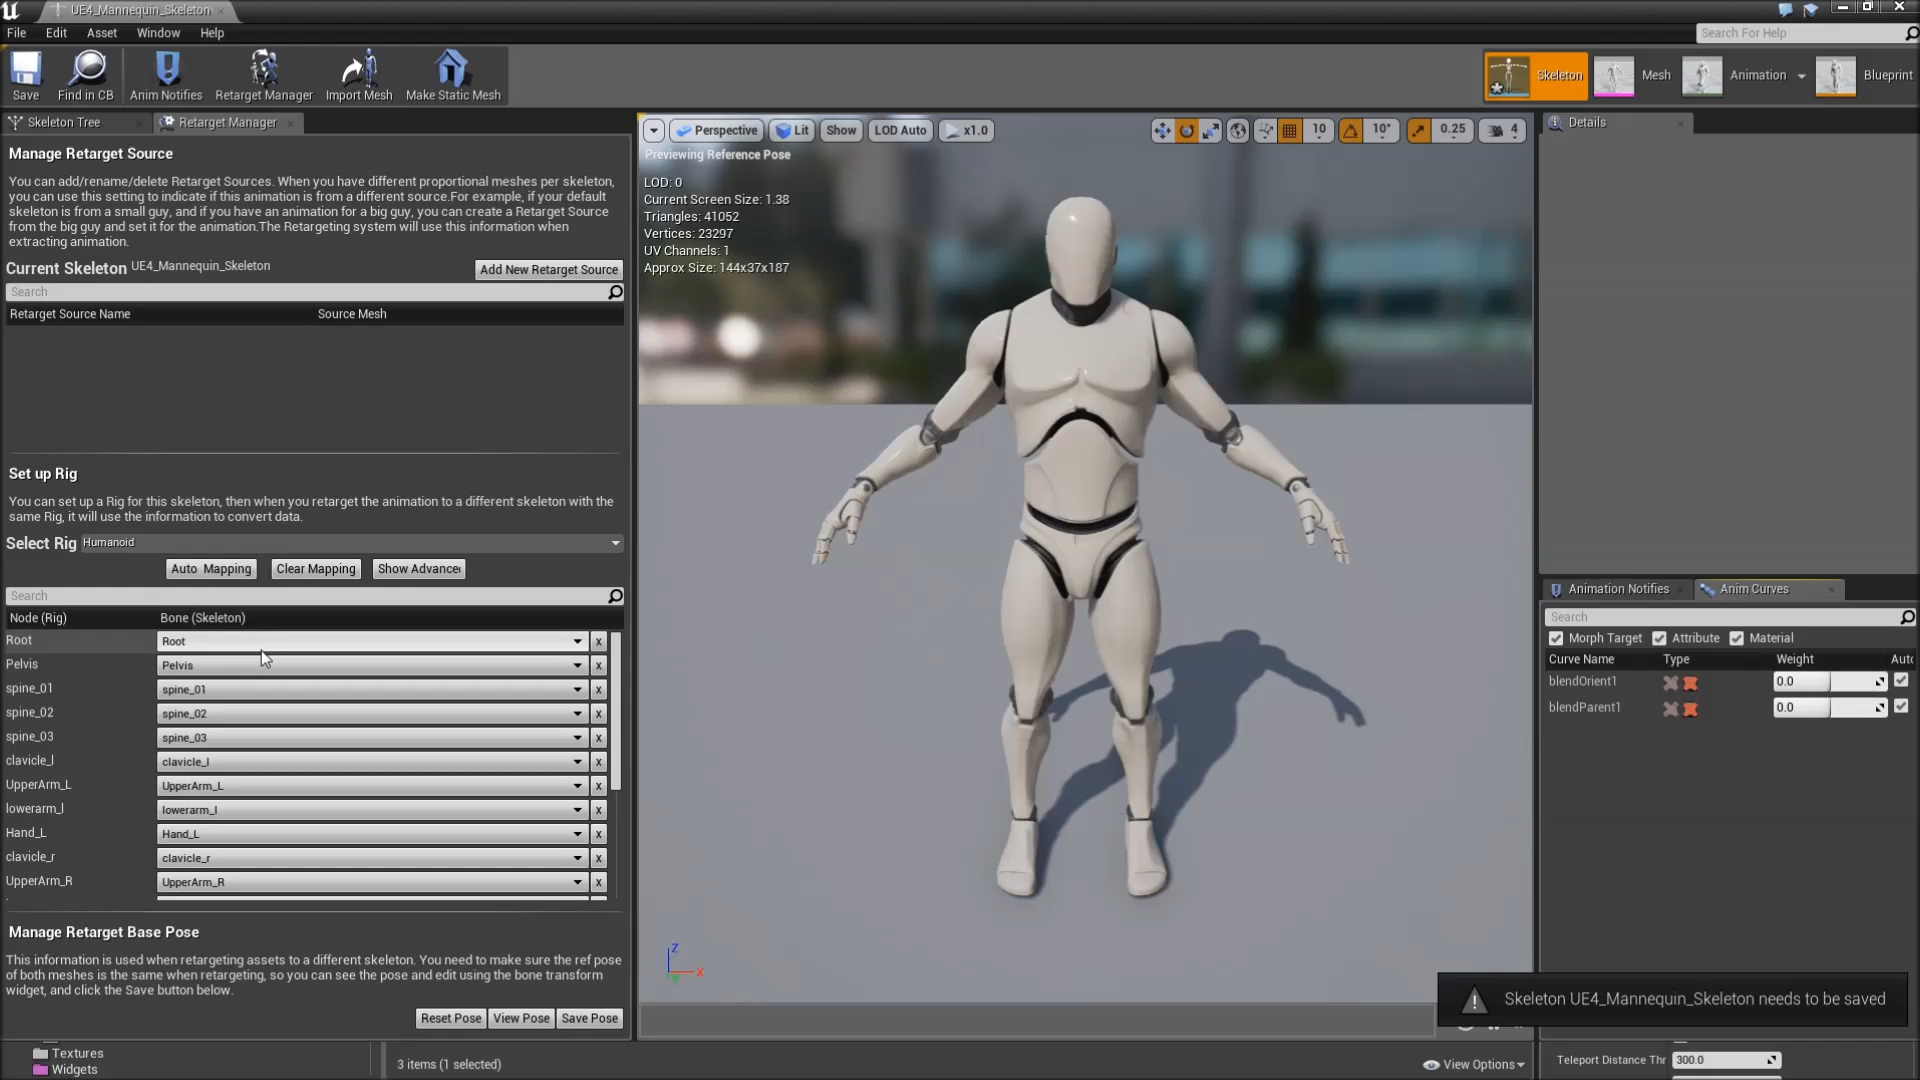 UE4_Mannequin_Skeleton
File Edit Asset Window Help
Search For Help
Save Find in CB Anim Notifies Retarget Manager Import Mesh Make Static Mesh
Skeleton Mesh Animation Blueprint
Skeleton Tree
Retarget Manager
Manage Retarget Source
You can add/rename/delete Retarget Sources. When you have different proportional meshes per skeleton,
you can use this setting to indicate if this animation is from a different source.For example, if your default
skeleton is from a small guy, and if you have an animation for a big guy, you can create a Retarget Source
from the big guy and set it for the animation.The Retargeting system will use this information when
extracting animation.
Current Skeleton UE4_Mannequin_Skeleton
Add New Retarget Source
Search
Retarget Source Name Source Mesh
Set up Rig
You can set up a Rig for this skeleton, then when you retarget the animation to a different skeleton with the
same Rig, it will use the information to convert data.
Select Rig Humanoid
Auto Mapping Clear Mapping Show Advanced
Search
Node (Rig) Bone (Skeleton)
Root Root x
Pelvis Pelvis x
spine_01 spine_01 x
spine_02 spine_02 x
spine_03 spine_03 x
clavicle_l clavicle_l x
UpperArm_L UpperArm_L x
lowerarm_l lowerarm_l x
Hand_L Hand_L x
clavicle_r clavicle_r x
UpperArm_R UpperArm_R x
Manage Retarget Base Pose
This information is used when retargeting assets to a different skeleton. You need to make sure the ref pose
of both meshes is the same when retargeting, so you can see the pose and edit using the bone transform
widget, and click the Save button below.
Reset Pose View Pose Save Pose
Textures
Widgets
3 items (1 selected)
View Options
Perspective Lit Show LOD Auto x1.0
10 10° 0.25 4
Previewing Reference Pose
LOD: 0
Current Screen Size: 1.38
Triangles: 41052
Vertices: 23297
UV Channels: 1
Approx Size: 144x37x187
Z
X
Details
Animation Notifies
Anim Curves
Search
Morph Target Attribute Material
Curve Name Type Weight Auto
blendOrient1 0.0
blendParent1 0.0
Skeleton UE4_Mannequin_Skeleton needs to be saved
Teleport Distance Thr 300.0